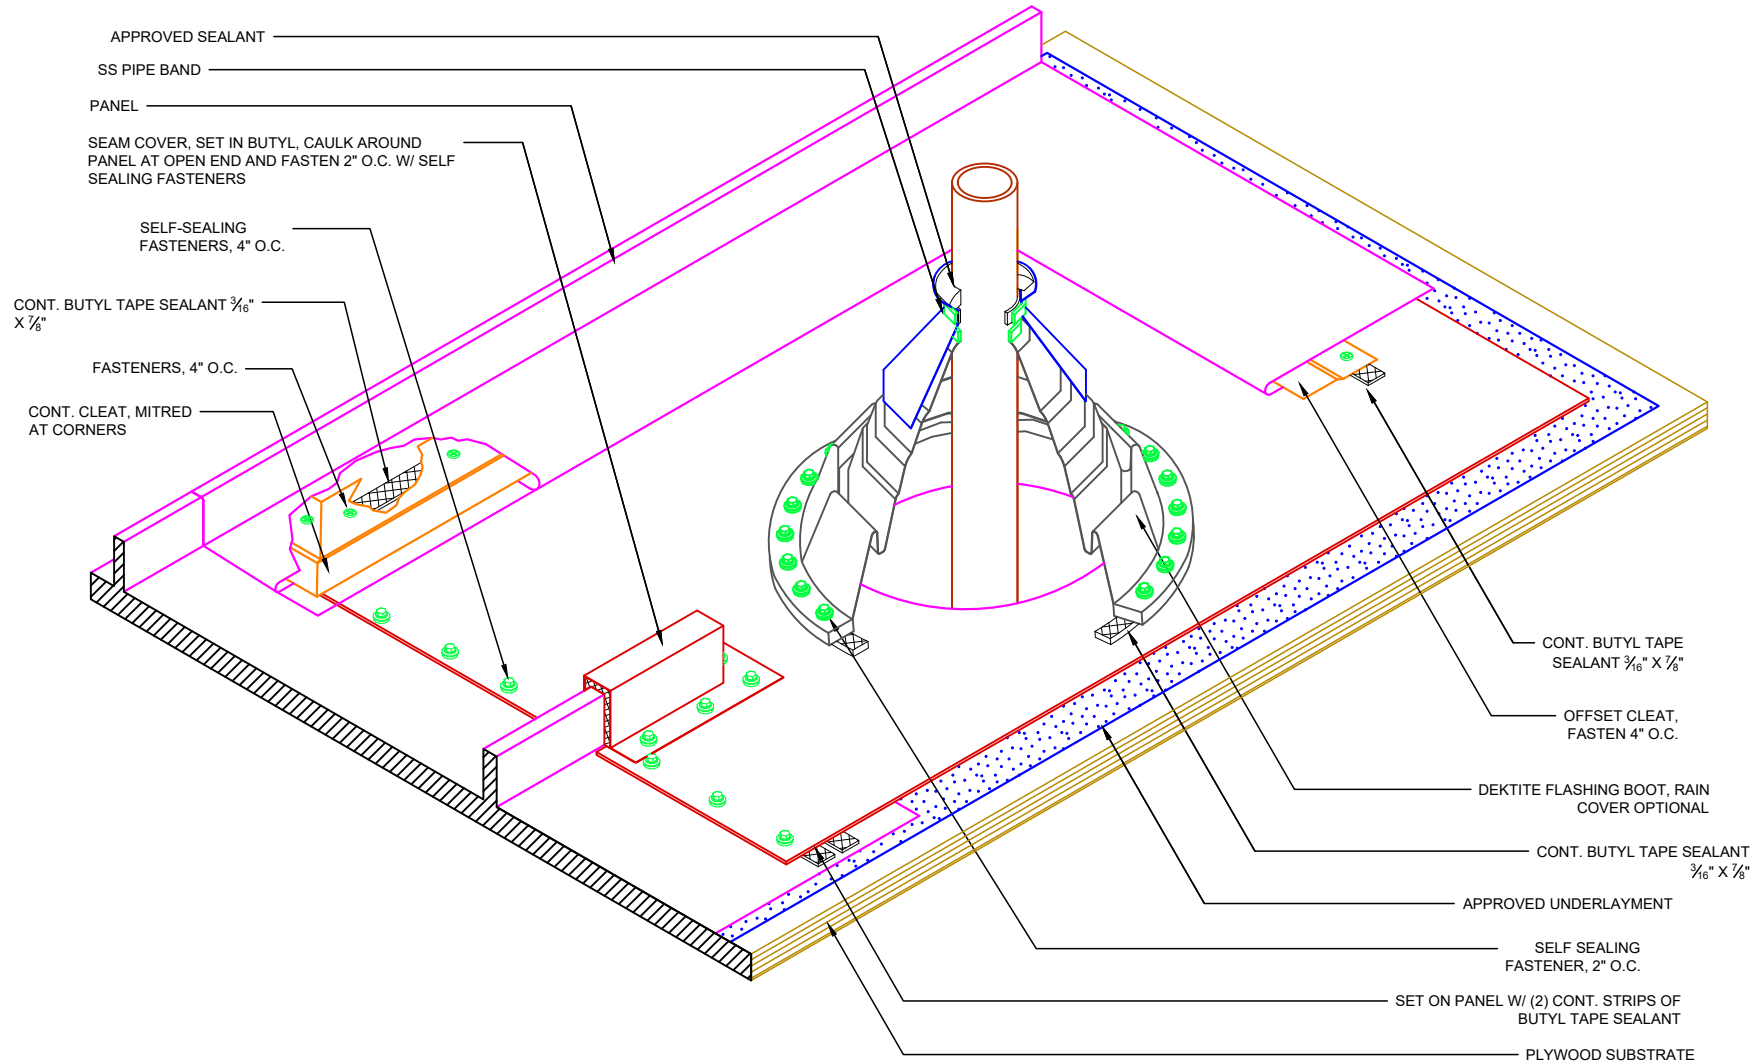 APPROVED SEALANT
SS PIPE BAND
PANEL
SEAM COVER, SET IN BUTYL, CAULK AROUND
PANEL AT OPEN END AND FASTEN 2" O.C. W/ SELF
SEALING FASTENERS
SELF-SEALING
FASTENERS, 4" O.C.
CONT. BUTYL TAPE SEALANT 3/16"
X 7/8"
FASTENERS, 4" O.C.
CONT. CLEAT, MITRED
AT CORNERS
CONT. BUTYL TAPE
SEALANT 3/16" X 7/8"
OFFSET CLEAT,
FASTEN 4" O.C.
DEKTITE FLASHING BOOT, RAIN
COVER OPTIONAL
CONT. BUTYL TAPE SEALANT
3/16" X 7/8"
APPROVED UNDERLAYMENT
SELF SEALING
FASTENER, 2" O.C.
SET ON PANEL W/ (2) CONT. STRIPS OF
BUTYL TAPE SEALANT
PLYWOOD SUBSTRATE